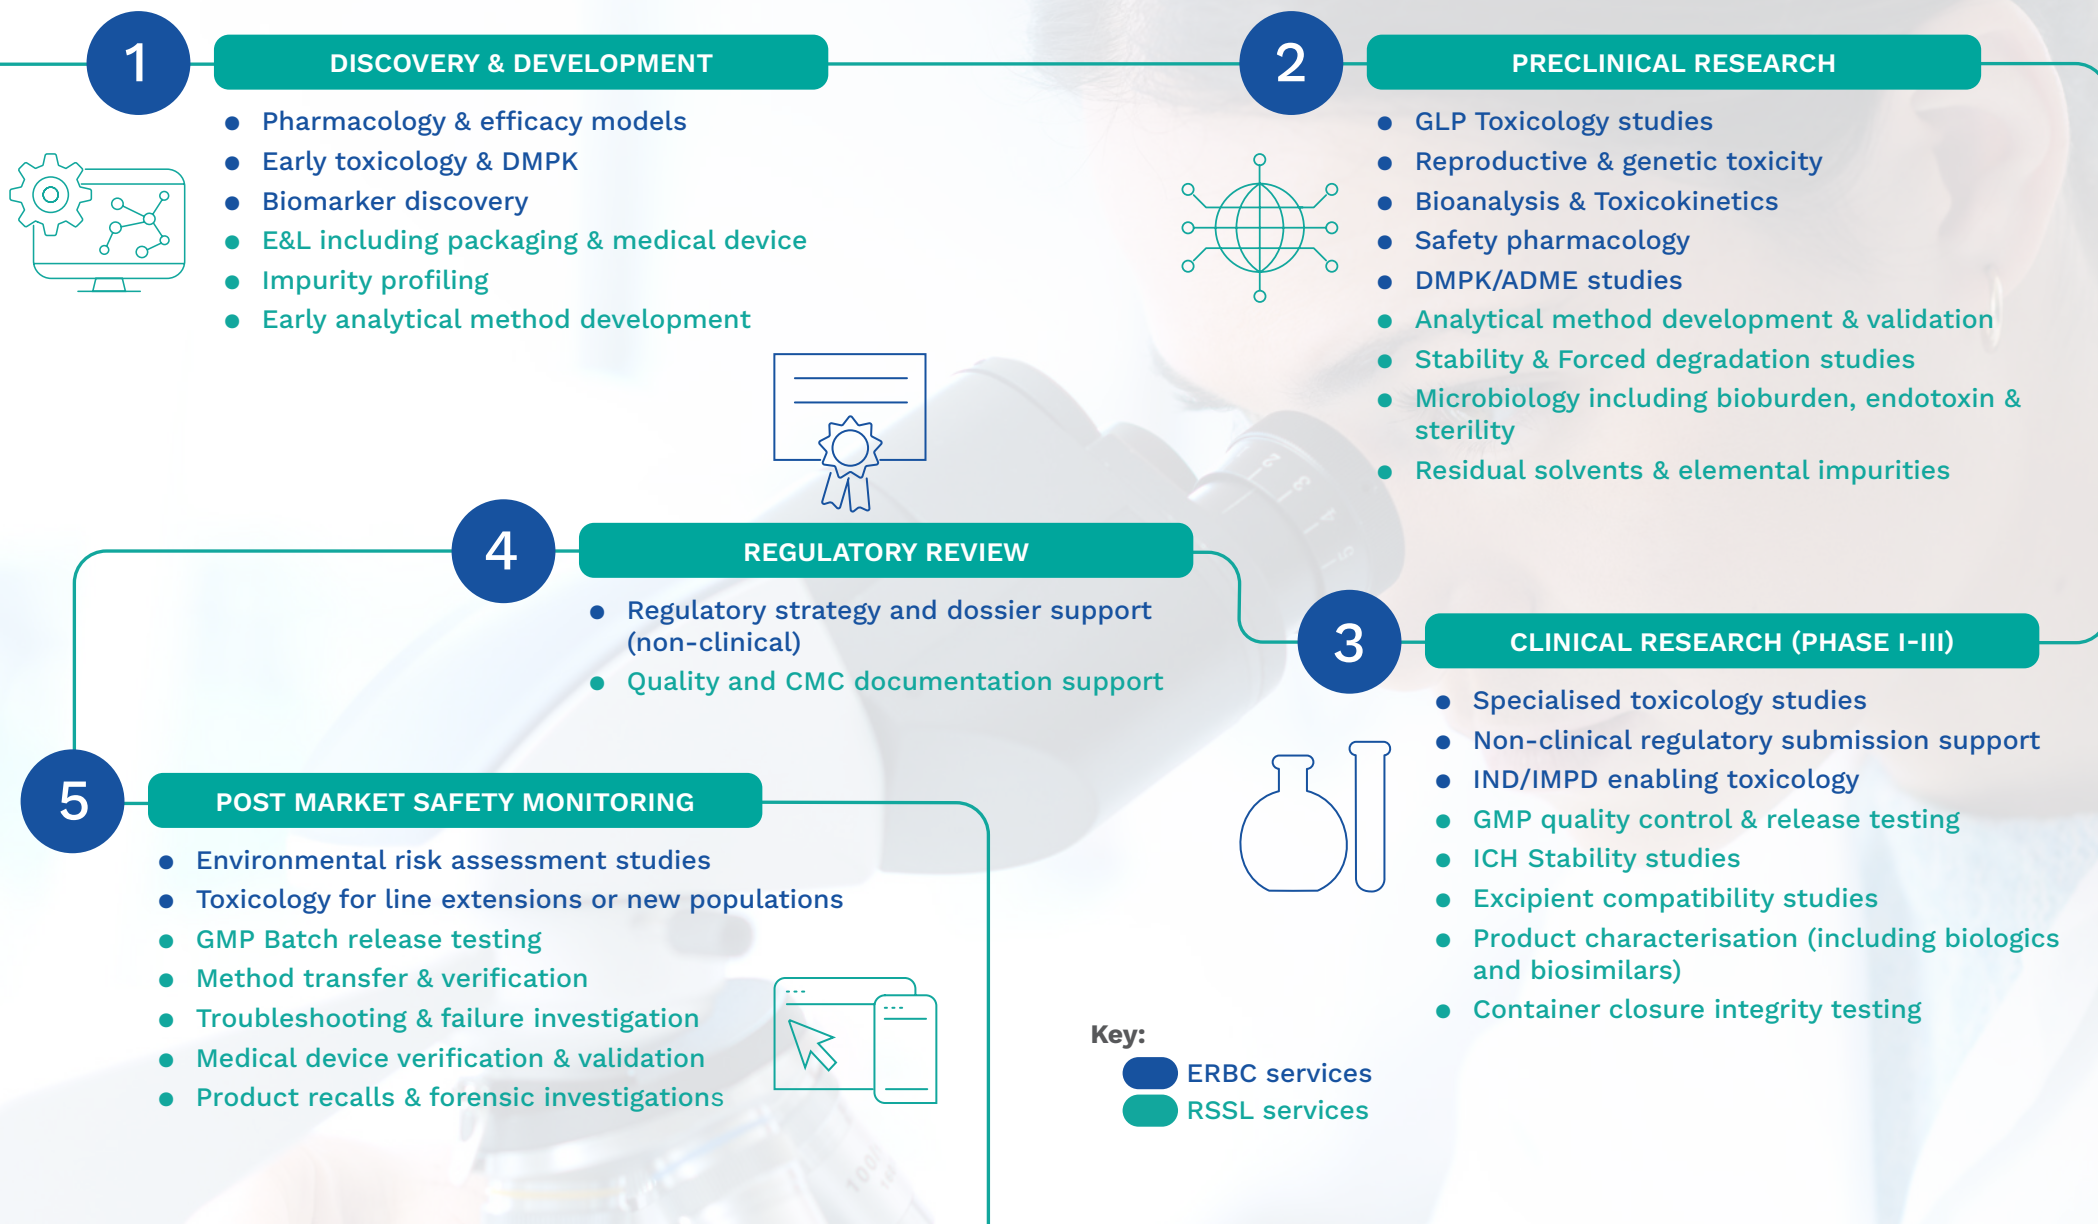 1
DISCOVERY & DEVELOPMENT
Pharmacology & efficacy models
Early toxicology & DMPK
Biomarker discovery
E&L including packaging & medical device
Impurity profiling
Early analytical method development
2
PRECLINICAL RESEARCH
GLP Toxicology studies
Reproductive & genetic toxicity
Bioanalysis & Toxicokinetics
Safety pharmacology
DMPK/ADME studies
Analytical method development & validation
Stability & Forced degradation studies
Microbiology including bioburden, endotoxin &
sterility
Residual solvents & elemental impurities
3
CLINICAL RESEARCH (PHASE I-III)
Specialised toxicology studies
Non-clinical regulatory submission support
IND/IMPD enabling toxicology
GMP quality control & release testing
ICH Stability studies
Excipient compatibility studies
Product characterisation (including biologics
and biosimilars)
Container closure integrity testing
4
REGULATORY REVIEW
Regulatory strategy and dossier support
(non-clinical)
Quality and CMC documentation support
5
POST MARKET SAFETY MONITORING
Environmental risk assessment studies
Toxicology for line extensions or new populations
GMP Batch release testing
Method transfer & verification
Troubleshooting & failure investigation
Medical device verification & validation
Product recalls & forensic investigations
Key:
ERBC services
RSSL services
2
3
4
5